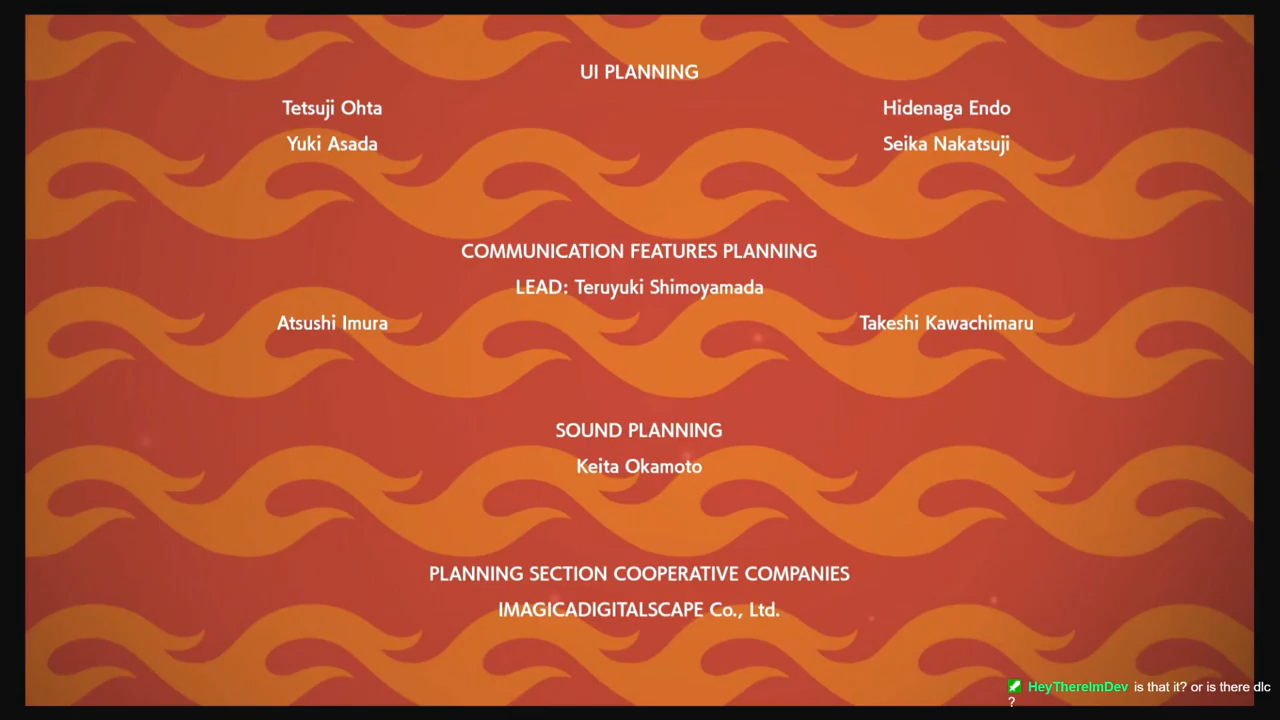 UI PLANNING
Tetsuji Ohta Hidenaga Endo
Yuki Asada Seika Nakatsuji
COMMUNICATION FEATURES PLANNING
LEAD: Teruyuki Shimoyamada
Atsushi Imura Takeshi Kawachimaru
SOUND PLANNING
Keita Okamoto
PLANNING SECTION COOPERATIVE COMPANIES
IMAGICADIGITALSCAPE Co., Ltd.
HeyThereImDev is that it? or is there dlc
?